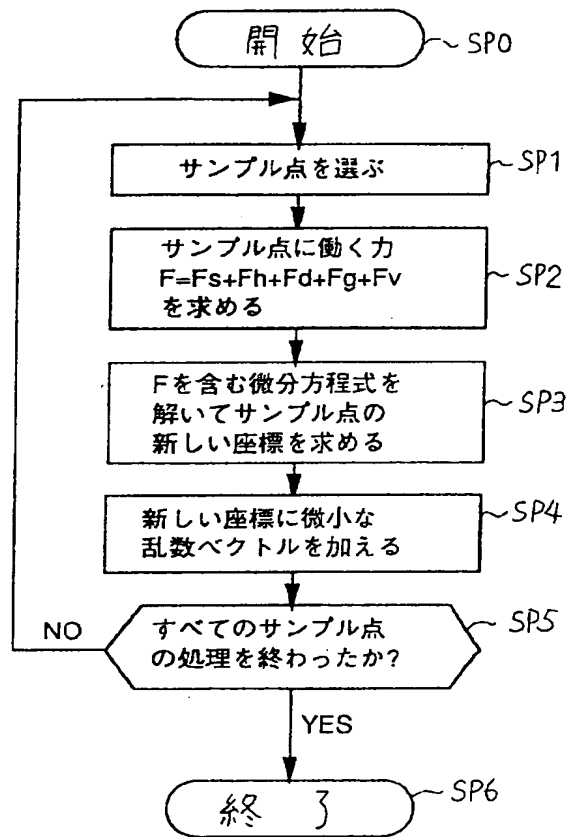 開始
SP0
サンプル点を選ぶ
SP1
サンプル点に働く力
F=Fs+Fh+Fd+Fg+Fv
を求める
SP2
Fを含む微分方程式を
解いてサンプル点の
新しい座標を求める
SP3
新しい座標に微小な
乱数ベクトルを加える
SP4
すべてのサンプル点
の処理を終わったか?
SP5
NO
YES
終了
SP6